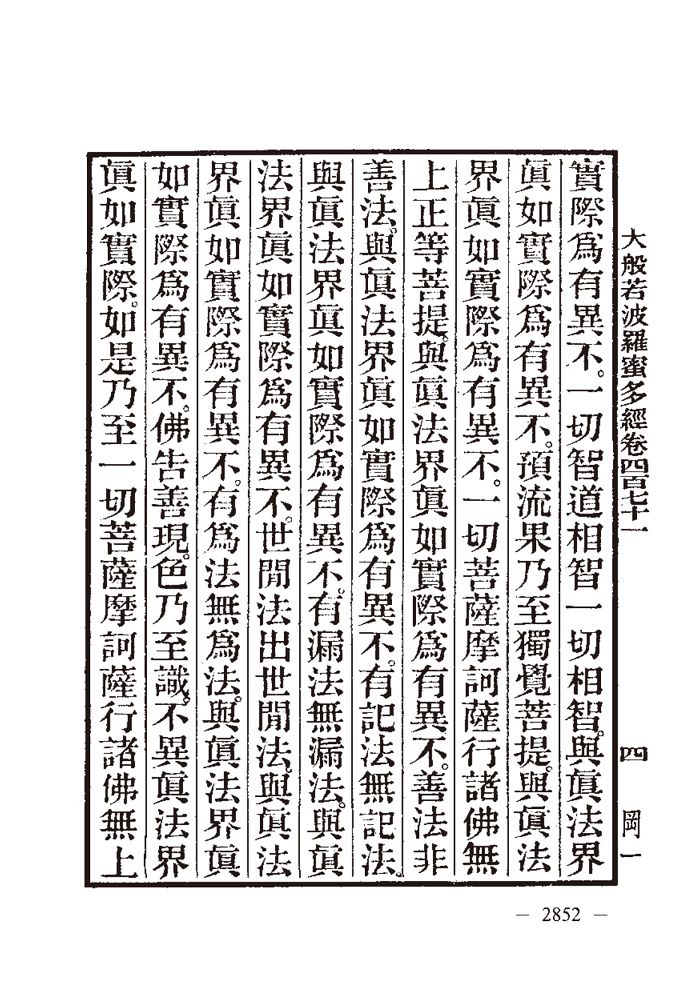 大般若波羅蜜多經卷四百七十一
四
岡一
實際爲有異不。一切智道相智一切相智。與眞法界
眞如實際爲有異不。預流果乃至獨覺菩提。與眞法
界眞如實際爲有異不。一切菩薩摩訶薩行諸佛無
上正等菩提。與眞法界眞如實際爲有異不。善法非
善法。與眞法界眞如實際爲有異不。有記法無記法。
與眞法界眞如實際爲有異不。有漏法無漏法。與眞
法界眞如實際爲有異不。世閒法出世閒法。與眞法
界眞如實際爲有異不。有爲法無爲法。與眞法界眞
如實際爲有異不。佛告善現。色乃至識。不異眞法界
眞如實際。如是乃至一切菩薩摩訶薩行諸佛無上
— 2852 —